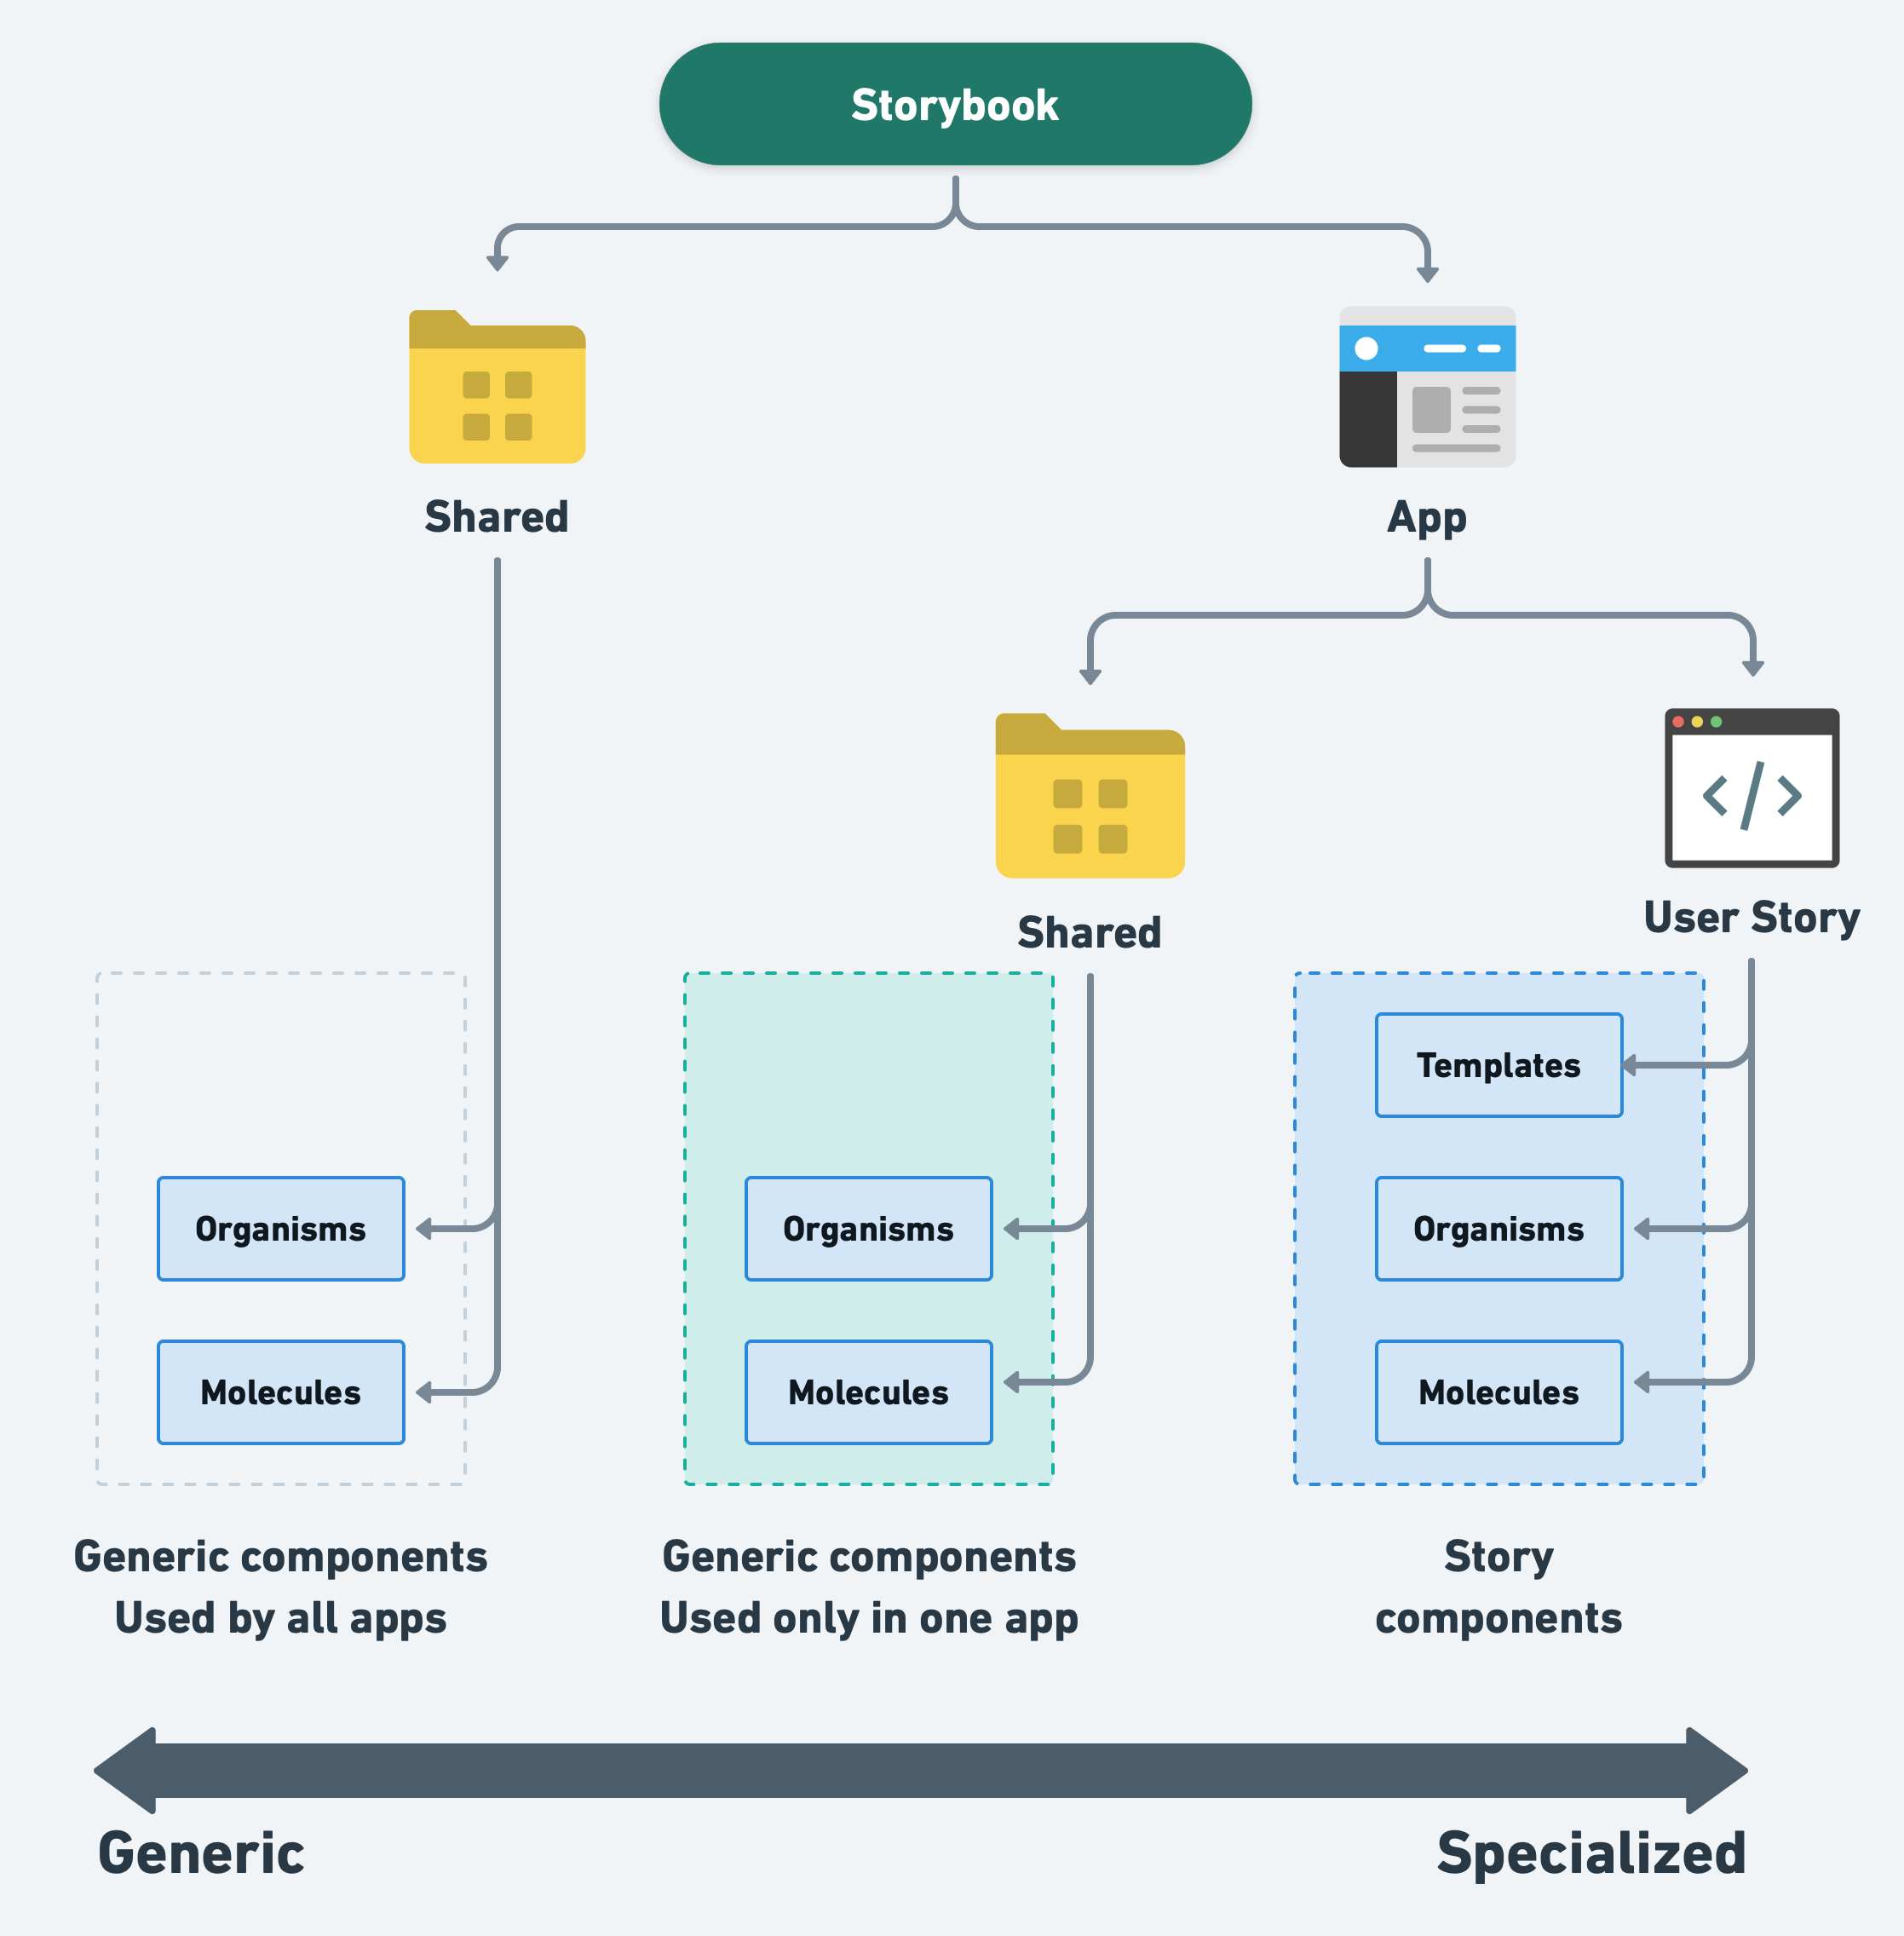 Storybook
Shared
App
Shared
User Story
Templates
Organisms
Organisms
Organisms
Molecules
Molecules
Molecules
Generic components
Used by all apps
Generic components
Used only in one app
Story
components
Generic
Specialized